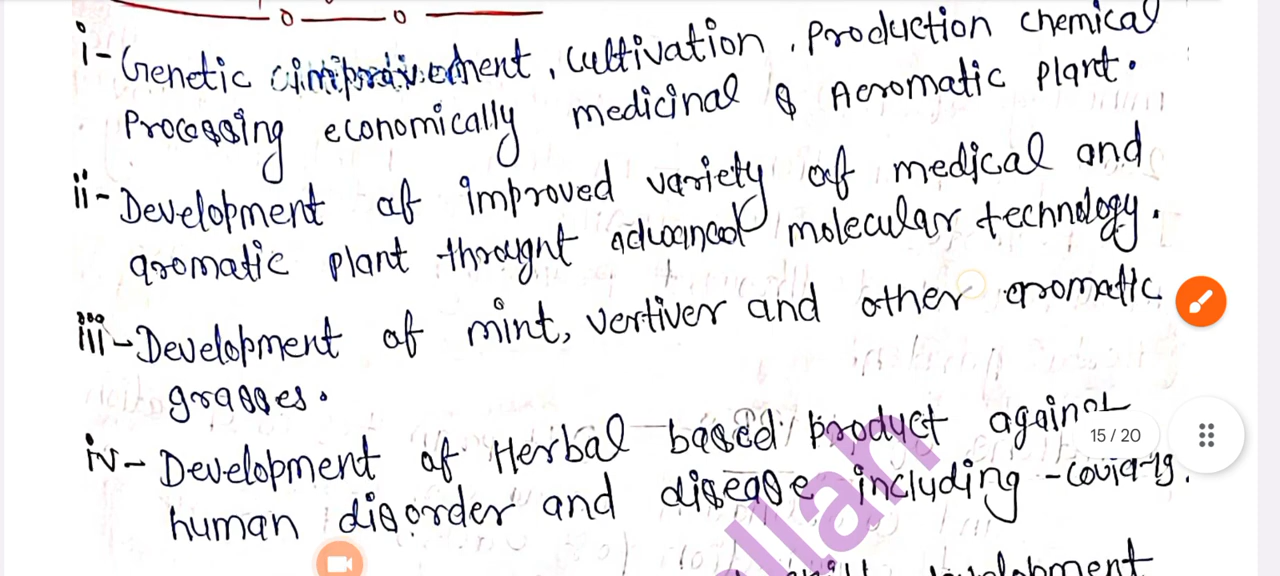 i- Genetic improvement, Cultivation, Production chemical
Processing economically medicinal & Aeromatic plant.
ii- Development of improved variety of medical and
aromatic plant throught advanced molecular technology.
iii- Development of mint, vertiver and other aromatic
grasses.
iv- Development of Herbal based product against
15 / 20
human disorder and disease including - covid-19.
llah